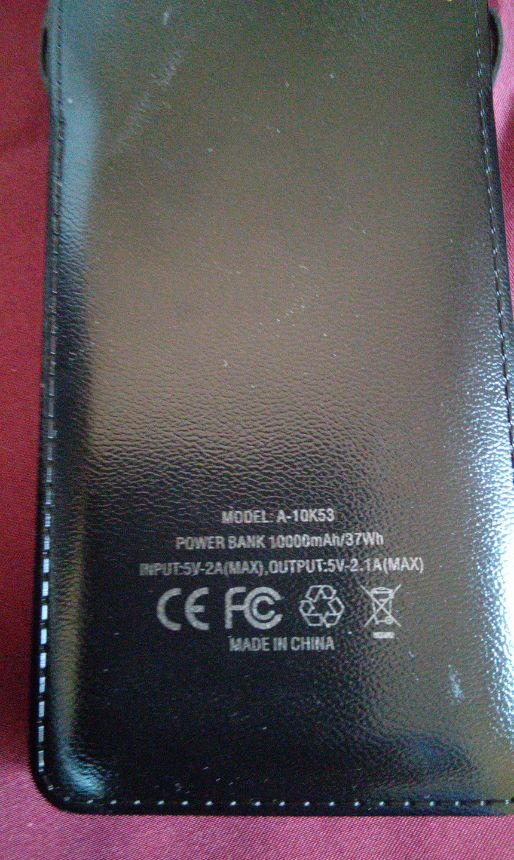 MODEL: A-10K53
POWER BANK 10000mAh/37Wh
INPUT:5V-2A(MAX),OUTPUT:5V-2.1A(MAX)
CE FC
MADE IN CHINA